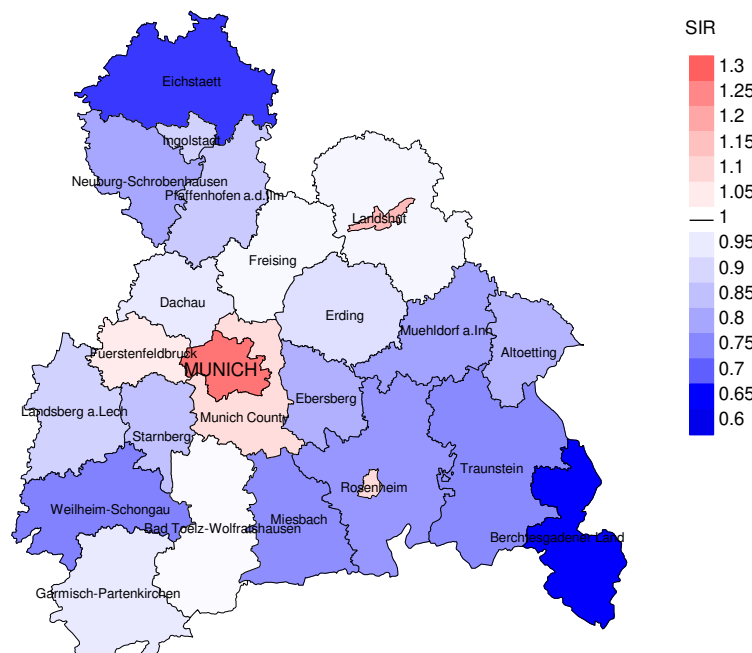 SIR
1.3
1.25
1.2
1.15
1.1
1.05
1
0.95
0.9
0.85
0.8
0.75
0.7
0.65
0.6
Eichstaett
Ingolstadt
Neuburg-Schrobenhausen
Pfaffenhofen a.d.Ilm
Landshut
Freising
Dachau
Erding
Muehldorf a.Inn
Fuerstenfeldbruck
Altoetting
MUNICH
Ebersberg
Landsberg a.Lech
Munich County
Starnberg
Traunstein
Rosenheim
Weilheim-Schongau
Miesbach
Bad Toelz-Wolfratshausen
Berchtesgadener Land
Garmisch-Partenkirchen